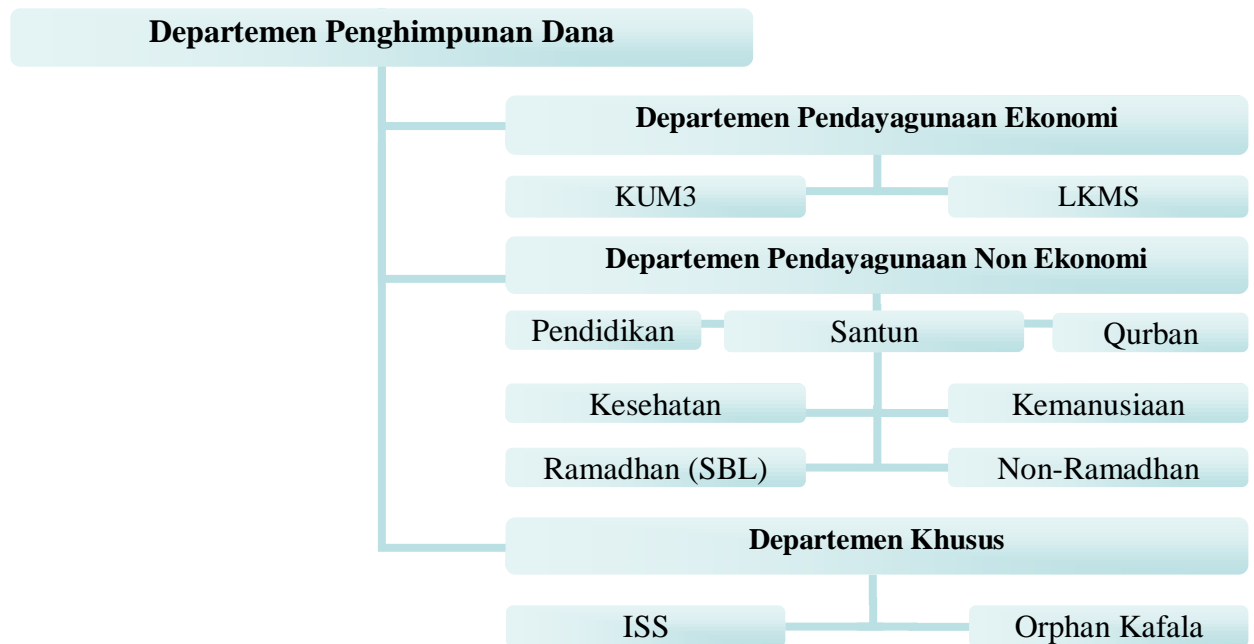 Departemen Penghimpunan Dana
Departemen Pendayagunaan Ekonomi
KUM3
LKMS
Departemen Pendayagunaan Non Ekonomi
Pendidikan
Santun
Qurban
Kesehatan
Kemanusiaan
Ramadhan (SBL)
Non-Ramadhan
Departemen Khusus
ISS
Orphan Kafala